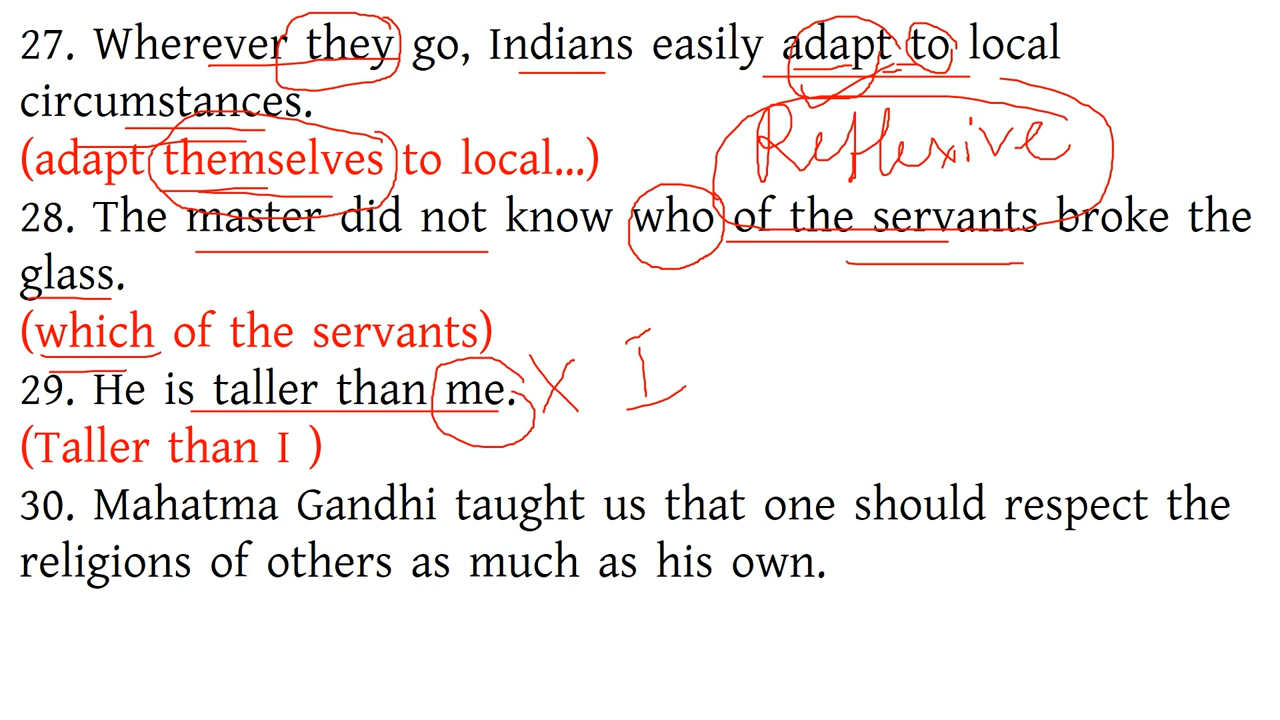 27. Wherever they go, Indians easily adapt to local
circumstances.
Reflexive
(adapt themselves to local...)
28. The master did not know who of the servants broke the
glass.
(which of the servants)
29. He is taller than me. X I
(Taller than I )
30. Mahatma Gandhi taught us that one should respect the
religions of others as much as his own.